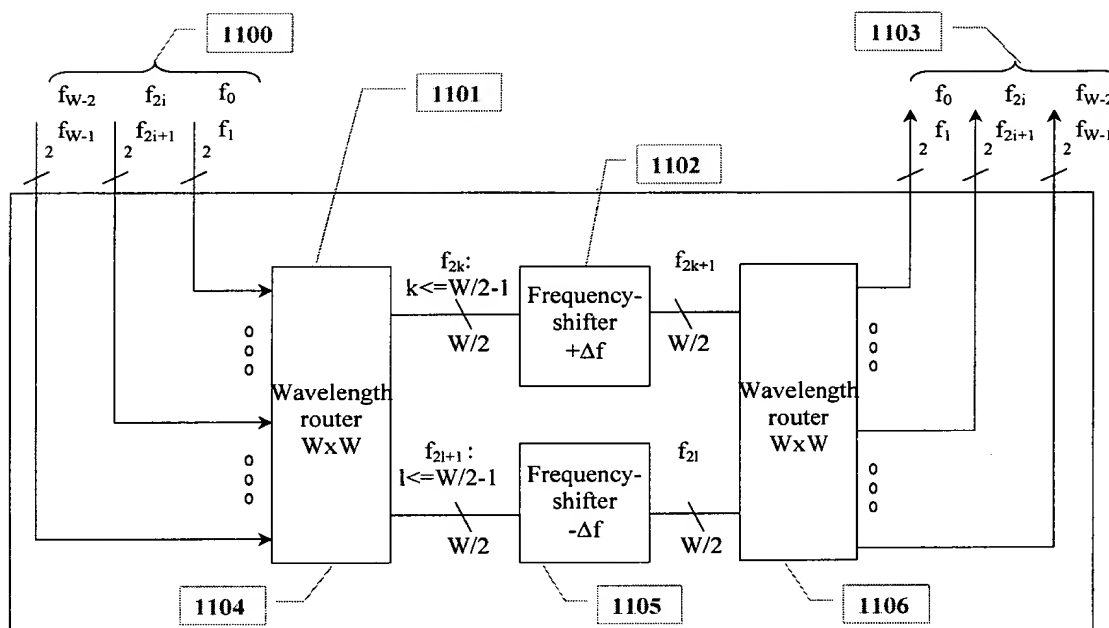 1100
1103
f_{W-2} f_{2i} f_0
f_{W-1} f_{2i+1} f_1
2 2 2
1101
1102
f_0 f_{2i} f_{W-2}
f_1 f_{2i+1} f_{W-1}
2 2 2
f_{2k}:
k<=W/2-1
W/2
Frequency-
shifter
+Δf
f_{2k+1}
W/2
o
o
o
o
o
o
Wavelength
router
WxW
Wavelength
router
WxW
f_{2l+1}:
l<=W/2-1
W/2
Frequency-
shifter
-Δf
f_{2l}
W/2
o
o
o
o
o
o
1104
1105
1106